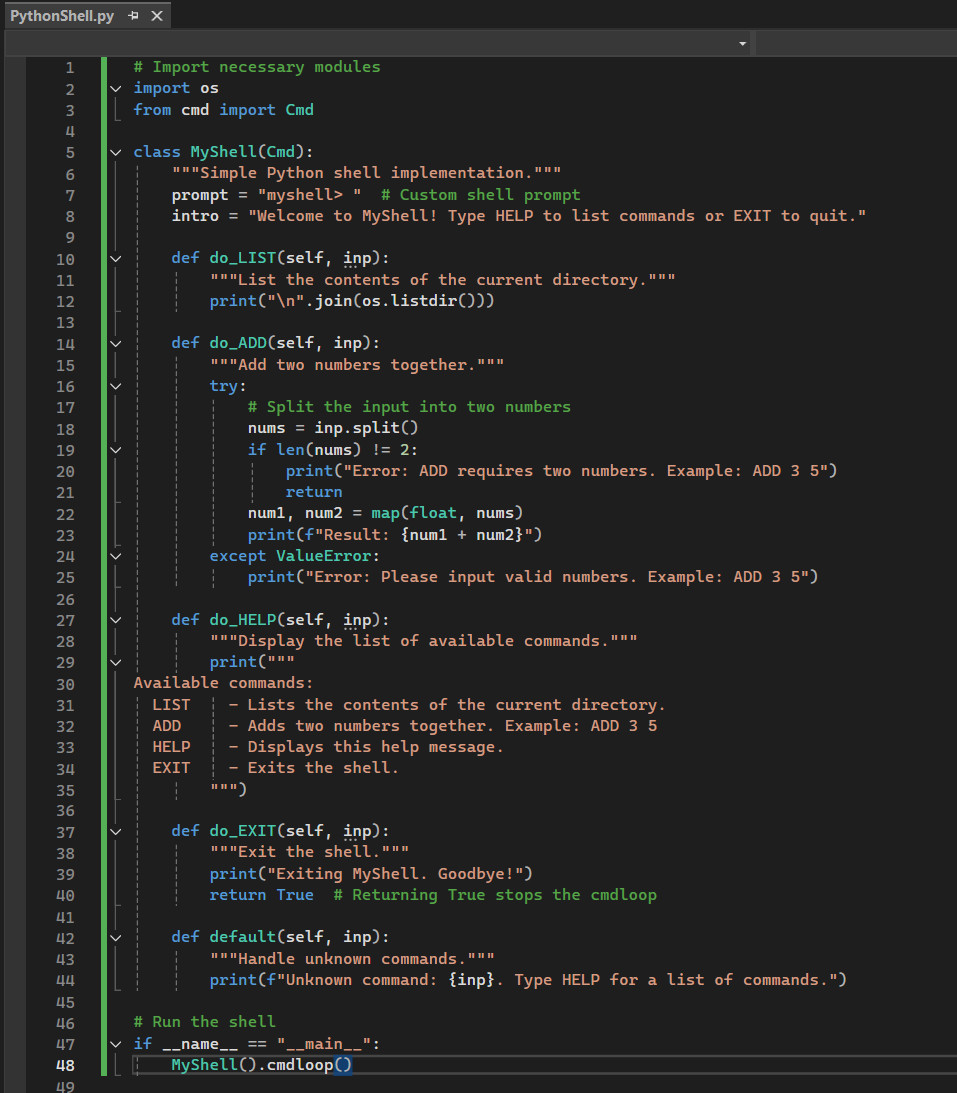 PythonShell.py
1 # Import necessary modules
2 import os
3 from cmd import Cmd
4
5 class MyShell(Cmd):
6     """Simple Python shell implementation."""
7     prompt = "myshell> "  # Custom shell prompt
8     intro = "Welcome to MyShell! Type HELP to list commands or EXIT to quit."
9
10     def do_LIST(self, inp):
11         """List the contents of the current directory."""
12         print("\n".join(os.listdir()))
13
14     def do_ADD(self, inp):
15         """Add two numbers together."""
16         try:
17             # Split the input into two numbers
18             nums = inp.split()
19             if len(nums) != 2:
20                 print("Error: ADD requires two numbers. Example: ADD 3 5")
21                 return
22             num1, num2 = map(float, nums)
23             print(f"Result: {num1 + num2}")
24         except ValueError:
25             print("Error: Please input valid numbers. Example: ADD 3 5")
26
27     def do_HELP(self, inp):
28         """Display the list of available commands."""
29         print("""
30 Available commands:
31   LIST    - Lists the contents of the current directory.
32   ADD     - Adds two numbers together. Example: ADD 3 5
33   HELP    - Displays this help message.
34   EXIT    - Exits the shell.
35         """)
36
37     def do_EXIT(self, inp):
38         """Exit the shell."""
39         print("Exiting MyShell. Goodbye!")
40         return True  # Returning True stops the cmdloop
41
42     def default(self, inp):
43         """Handle unknown commands."""
44         print(f"Unknown command: {inp}. Type HELP for a list of commands.")
45
46 # Run the shell
47 if __name__ == "__main__":
48     MyShell().cmdloop()
49